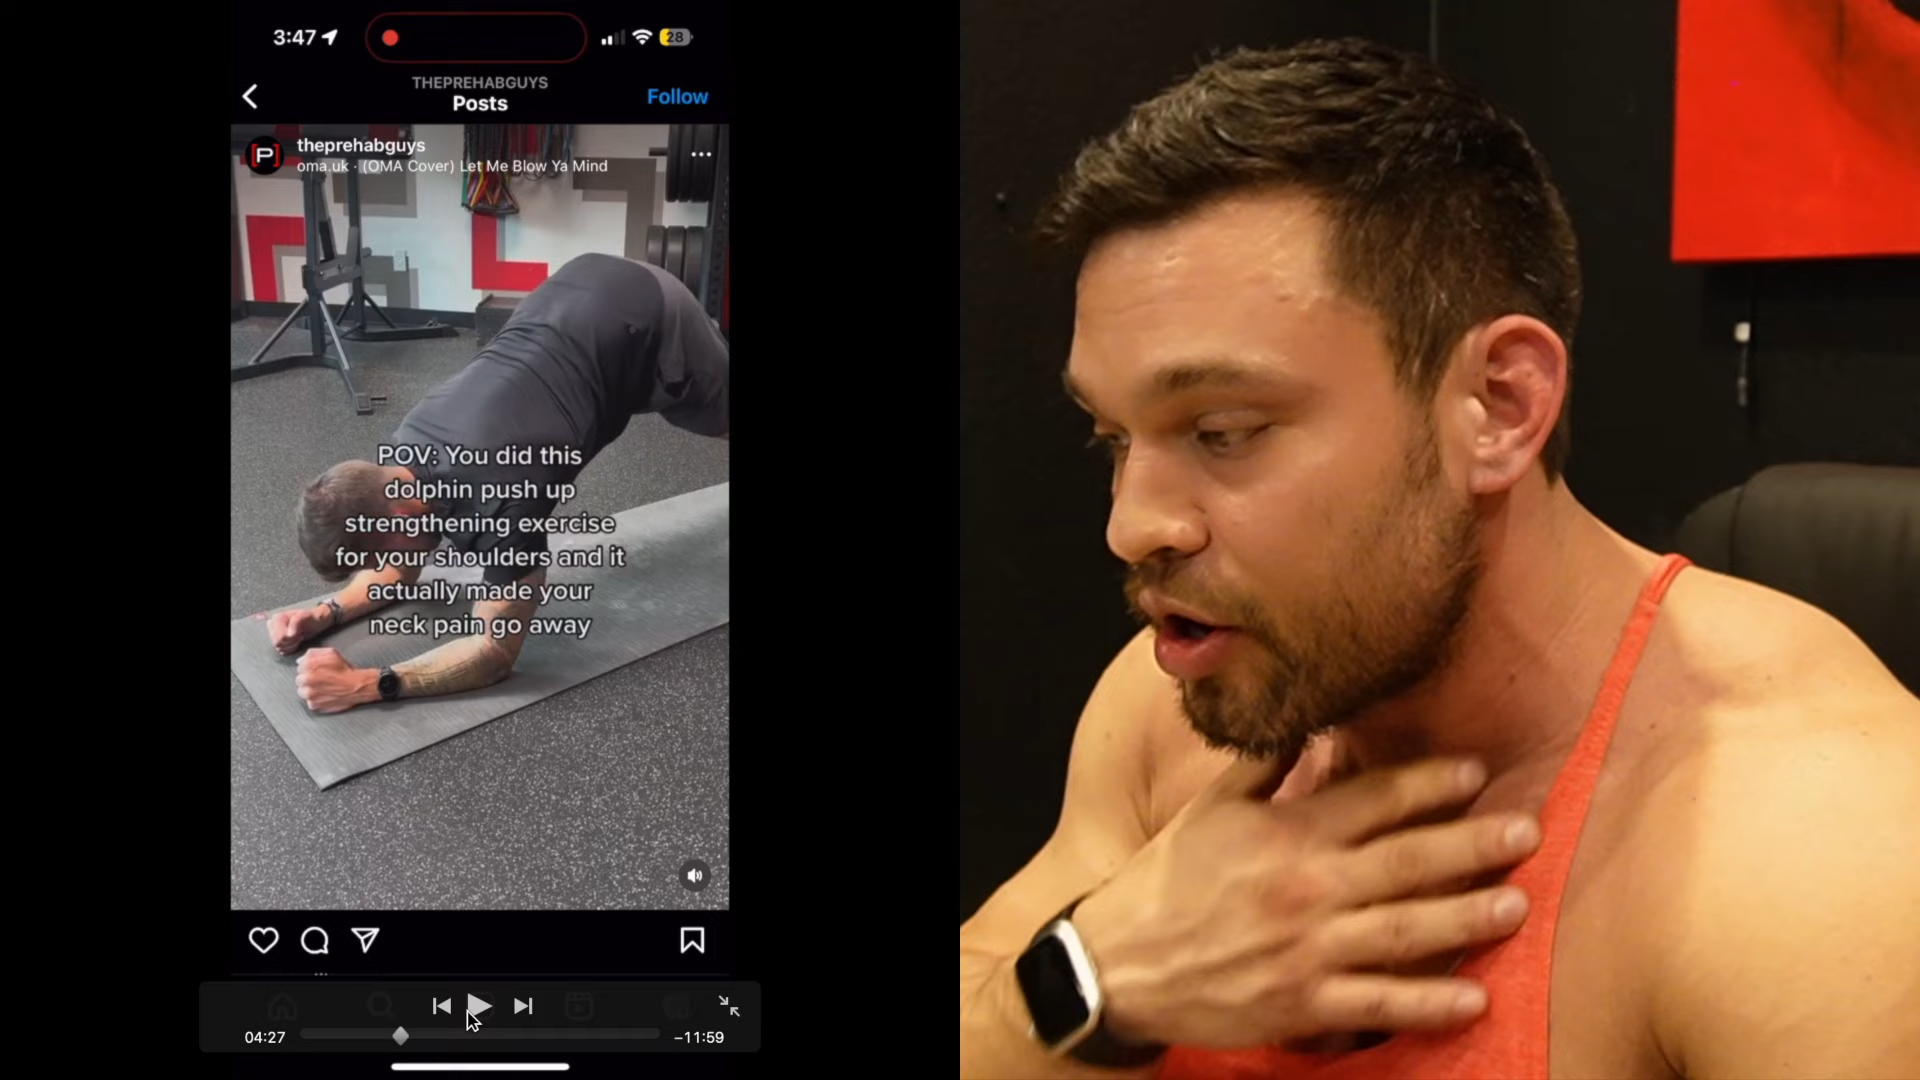 3:47
28
THEPREHABGUYS
Posts
Follow
P
theprehabguys
oma.uk · (OMA Cover) Let Me Blow Ya Mind
POV: You did this
dolphin push up
strengthening exercise
for your shoulders and it
actually made your
neck pain go away
04:27
-11:59